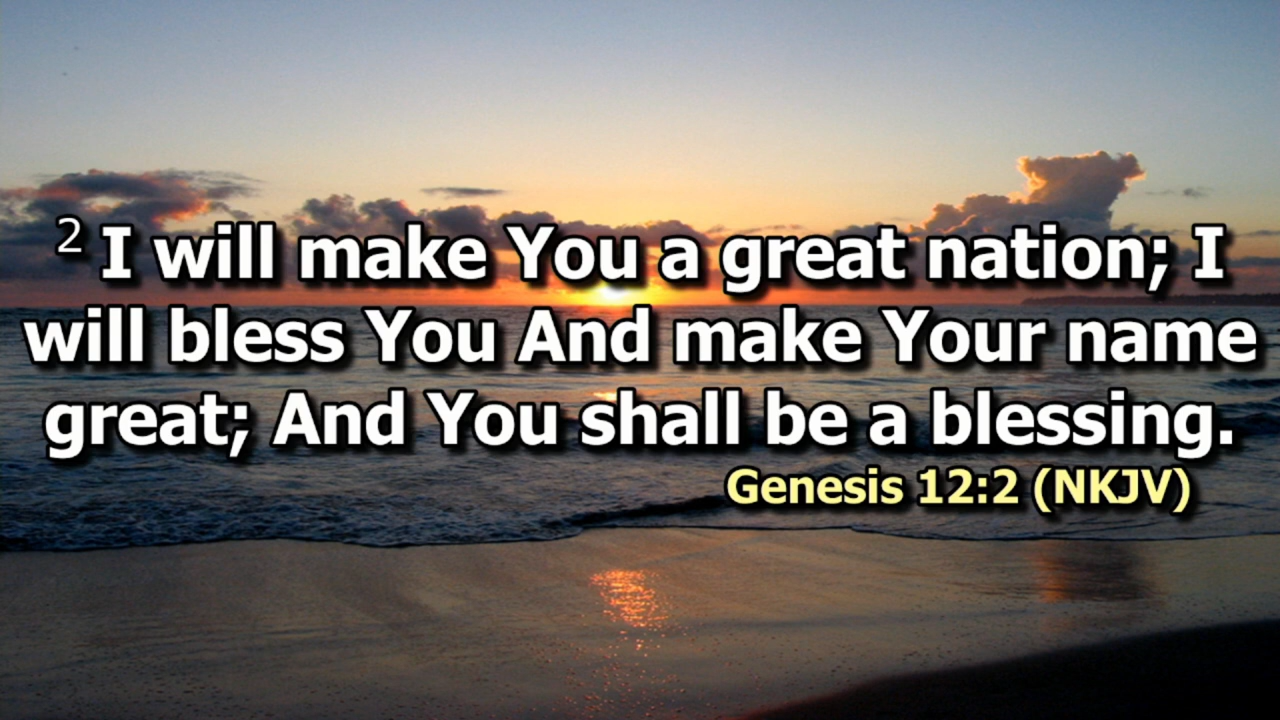 2 I will make You a great nation; I
will bless You And make Your name
great; And You shall be a blessing.
Genesis 12:2 (NKJV)